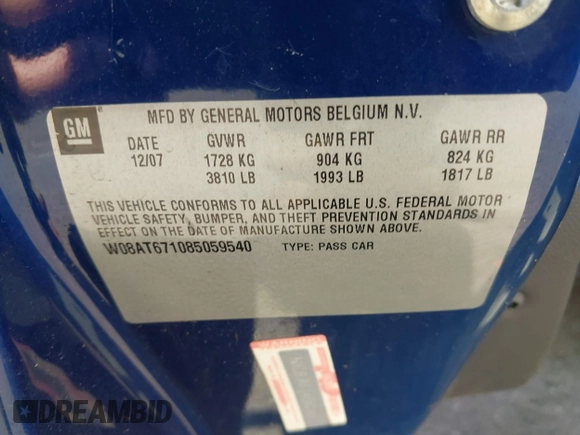 GM
MFD BY GENERAL MOTORS BELGIUM N.V.
DATE GVWR GAWR FRT GAWR RR
12/07 1728 KG 904 KG 824 KG
3810 LB 1993 LB 1817 LB
THIS VEHICLE CONFORMS TO ALL APPLICABLE U.S. FEDERAL MOTOR
VEHICLE SAFETY, BUMPER, AND THEFT PREVENTION STANDARDS IN
EFFECT ON THE DATE OF MANUFACTURE SHOWN ABOVE.
W08AT671085059540 TYPE: PASS CAR
DREAMBID